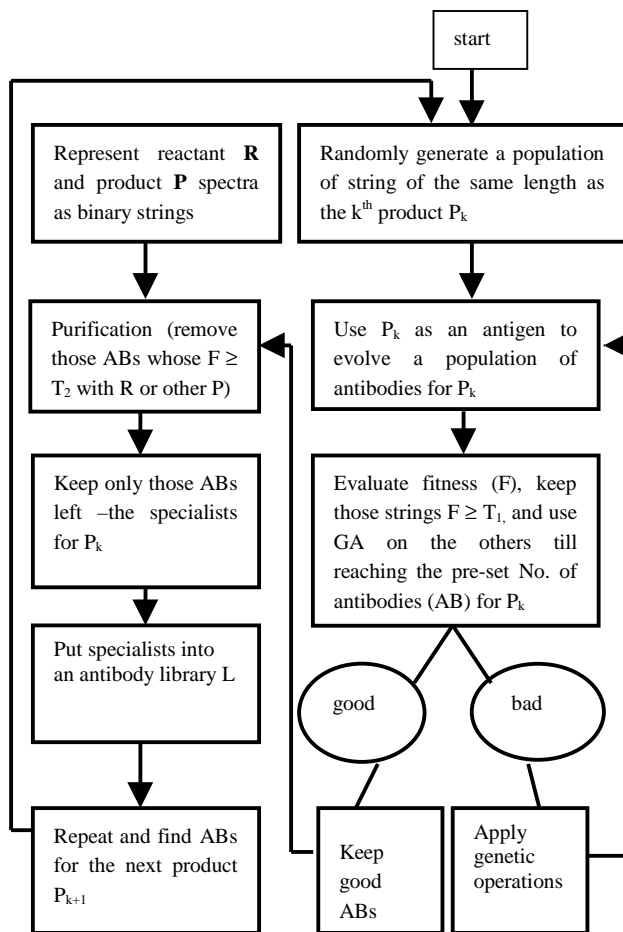 start
Represent reactant R
and product P spectra
as binary strings
Randomly generate a population
of string of the same length as
the kth product Pk
Purification (remove
those ABs whose F ≥
T2 with R or other P)
Use Pk as an antigen to
evolve a population of
antibodies for Pk
Keep only those ABs
left –the specialists
for Pk
Evaluate fitness (F), keep
those strings F ≥ T1, and use
GA on the others till
reaching the pre-set No. of
antibodies (AB) for Pk
Put specialists into
an antibody library L
good
bad
Repeat and find ABs
for the next product
Pk+1
Keep
good
ABs
Apply
genetic
operations